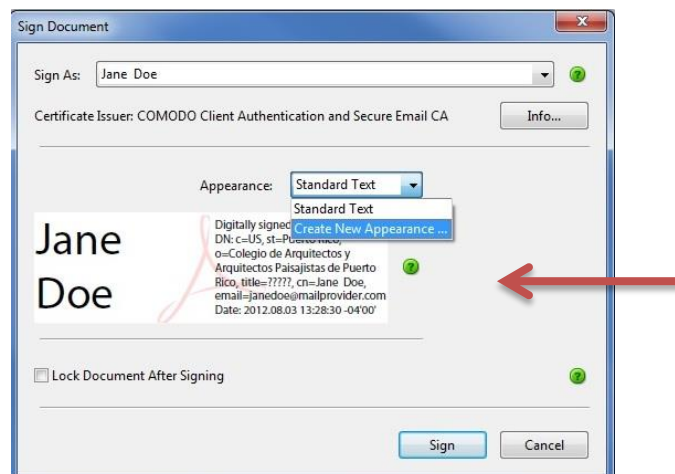 Sign Document
Sign As: Jane Doe
Certificate Issuer: COMODO Client Authentication and Secure Email CA Info...
Appearance: Standard Text
Standard Text
Create New Appearance ...
Jane
Doe
Digitally signed
DN: c=US, st=Puerto Rico,
o=Colegio de Arquitectos y
Arquitectos Paisajistas de Puerto
Rico, title=?????, cn=Jane Doe,
email=janedoe@mailprovider.com
Date: 2012.08.03 13:28:30 -04'00'
Lock Document After Signing
Sign Cancel